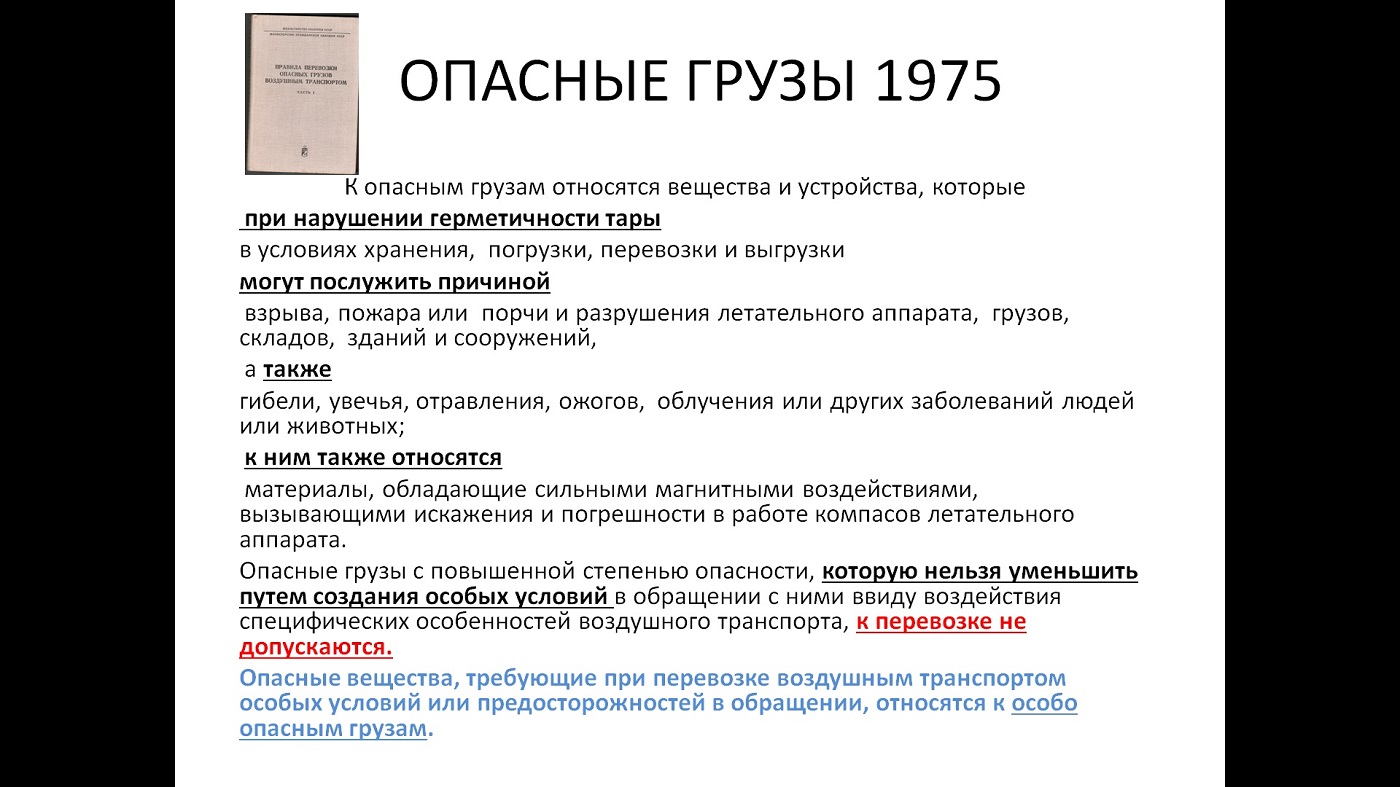 ПРАВИЛА ПЕРЕВОЗКИ
ОПАСНЫХ ГРУЗОВ
ВОЗДУШНЫМ ТРАНСПОРТОМ
ЧАСТЬ I
ОПАСНЫЕ ГРУЗЫ 1975
К опасным грузам относятся вещества и устройства, которые
при нарушении герметичности тары
в условиях хранения, погрузки, перевозки и выгрузки
могут послужить причиной
взрыва, пожара или порчи и разрушения летательного аппарата, грузов,
складов, зданий и сооружений,
а также
гибели, увечья, отравления, ожогов, облучения или других заболеваний людей
или животных;
к ним также относятся
материалы, обладающие сильными магнитными воздействиями,
вызывающими искажения и погрешности в работе компасов летательного
аппарата.
Опасные грузы с повышенной степенью опасности, которую нельзя уменьшить
путем создания особых условий в обращении с ними ввиду воздействия
специфических особенностей воздушного транспорта, к перевозке не
допускаются.
Опасные вещества, требующие при перевозке воздушным транспортом
особых условий или предосторожностей в обращении, относятся к особо
опасным грузам.